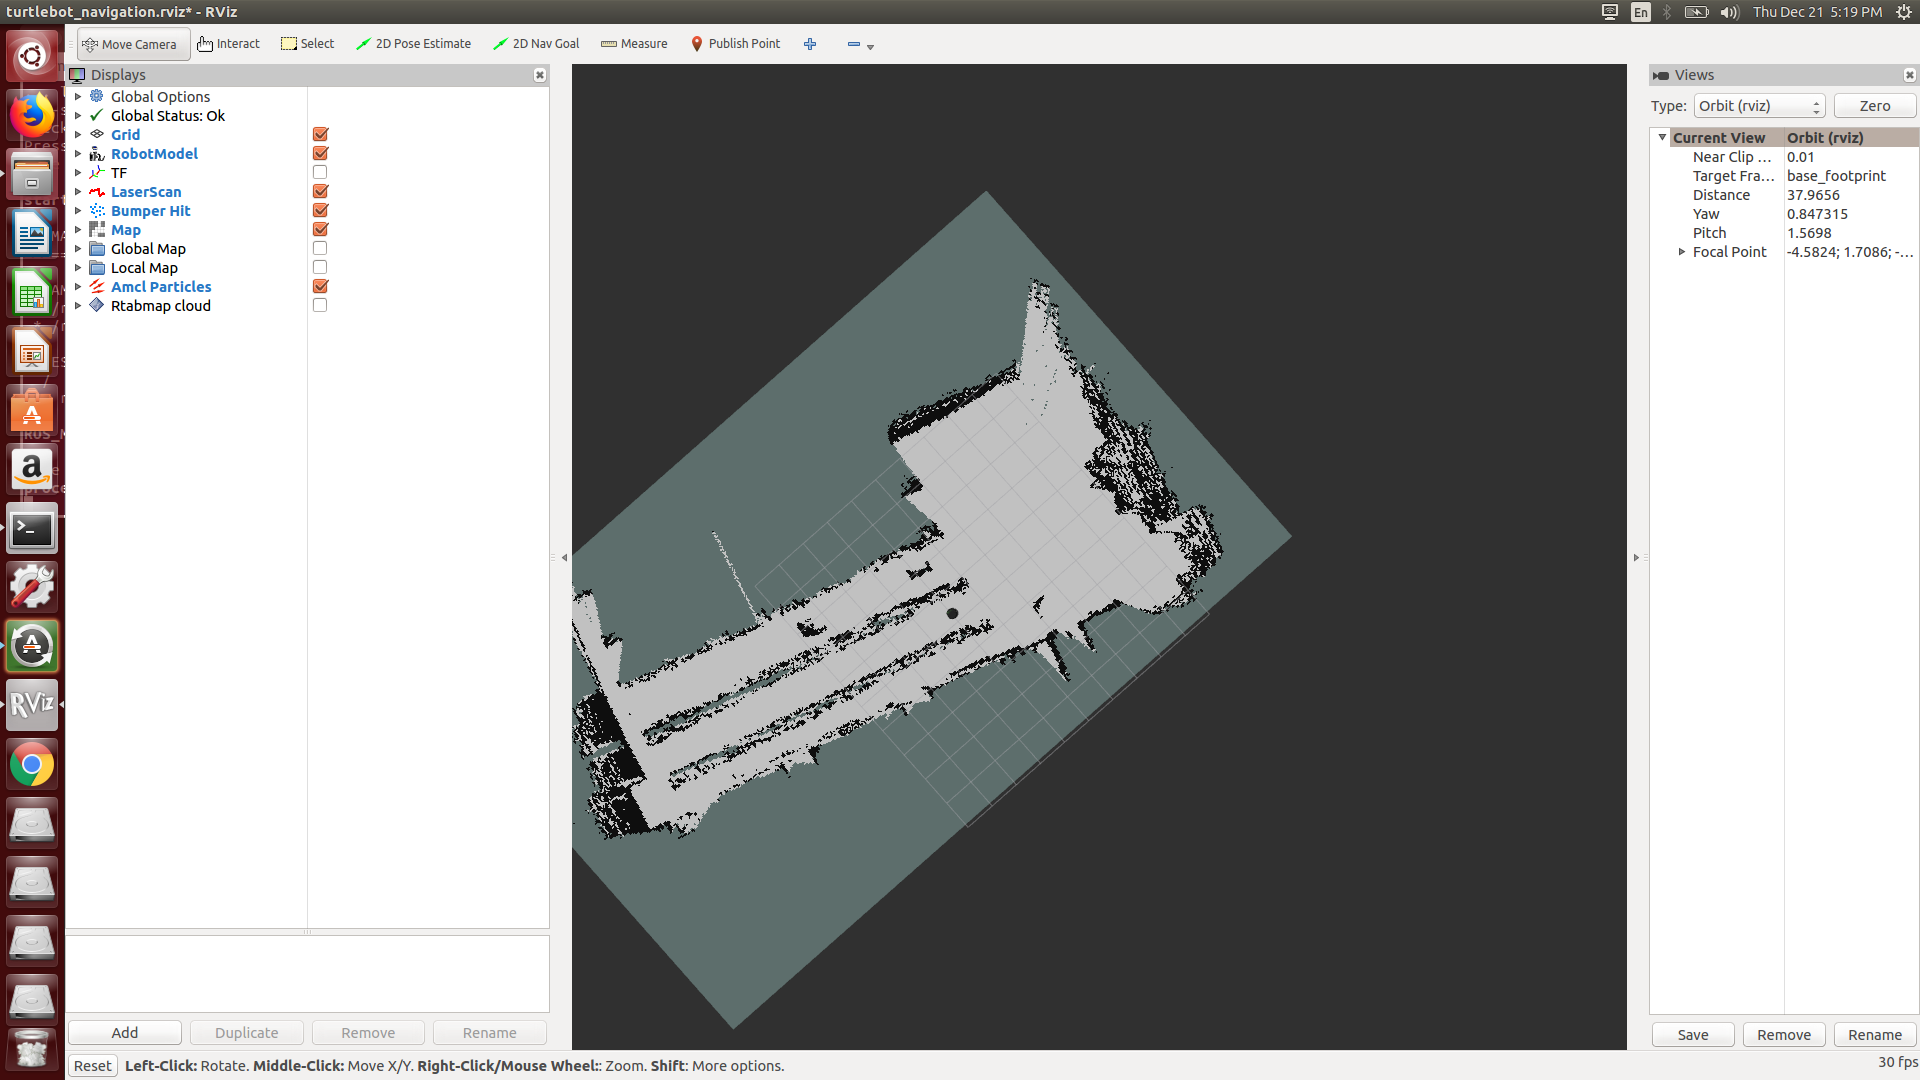 turtlebot_navigation.rviz* - RViz
En
Thu Dec 21 5:19 PM
Move Camera
Interact
Select
2D Pose Estimate
2D Nav Goal
Measure
Publish Point
Displays
Global Options
Global Status: Ok
Grid
RobotModel
TF
LaserScan
Bumper Hit
Map
Global Map
Local Map
Amcl Particles
Rtabmap cloud
Add
Duplicate
Remove
Rename
Views
Type:
Orbit (rviz)
Zero
Current View Orbit (rviz)
Near Clip ... 0.01
Target Fra... base_footprint
Distance 37.9656
Yaw 0.847315
Pitch 1.5698
Focal Point -4.5824; 1.7086; -...
Save
Remove
Rename
RViz
Reset
Left-Click: Rotate. Middle-Click: Move X/Y. Right-Click/Mouse Wheel:: Zoom. Shift: More options.
30 fps